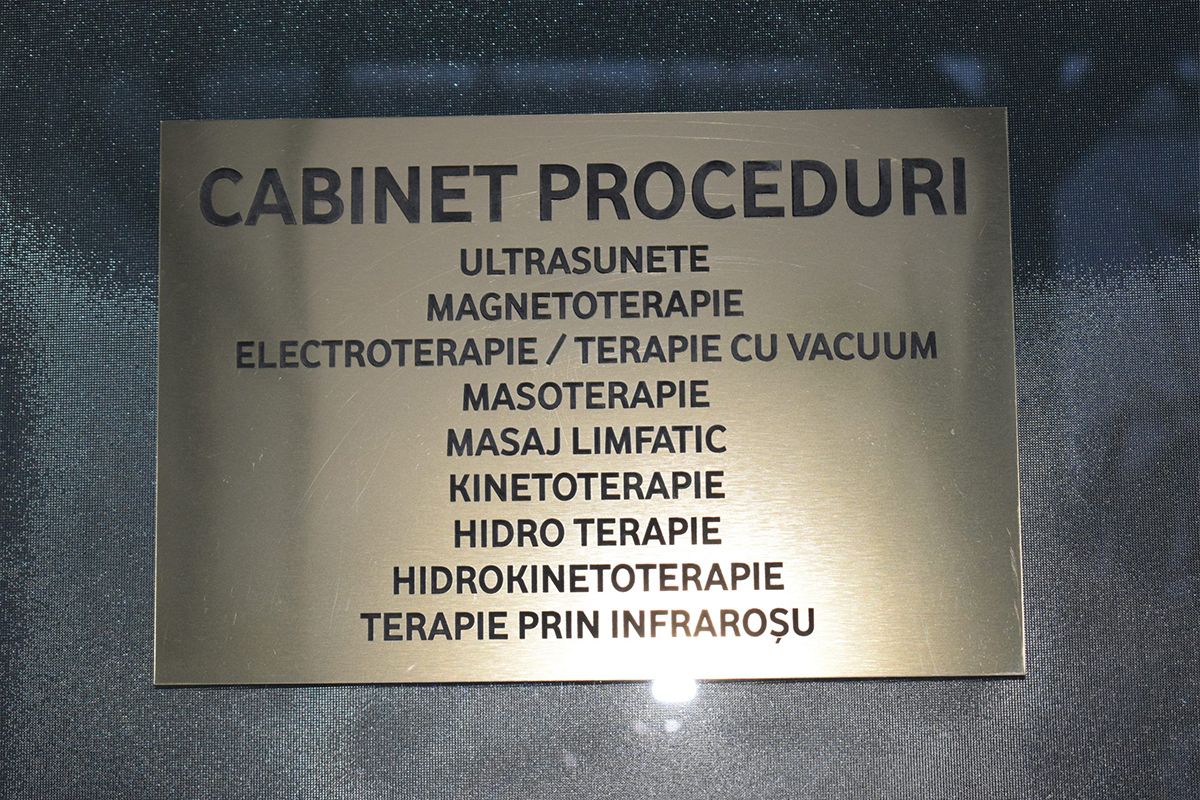 CABINET PROCEDURI
ULTRASUNETE
MAGNETOTERAPIE
ELECTROTERAPIE / TERAPIE CU VACUUM
MASOTERAPIE
MASAJ LIMFATIC
KINETOTERAPIE
HIDRO TERAPIE
HIDROKINETOTERAPIE
TERAPIE PRIN INFRAROȘU